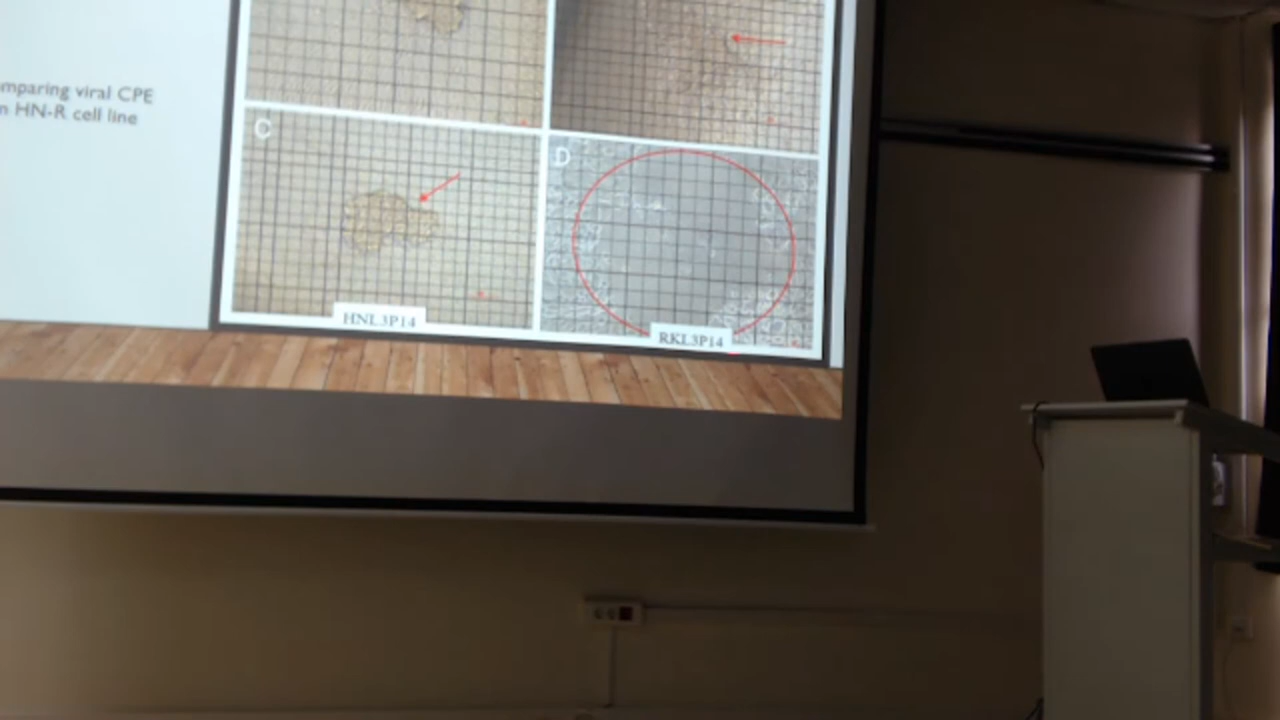 mparing viral CPE
n HN-R cell line
C
D
HNL3P14
RKL3P14